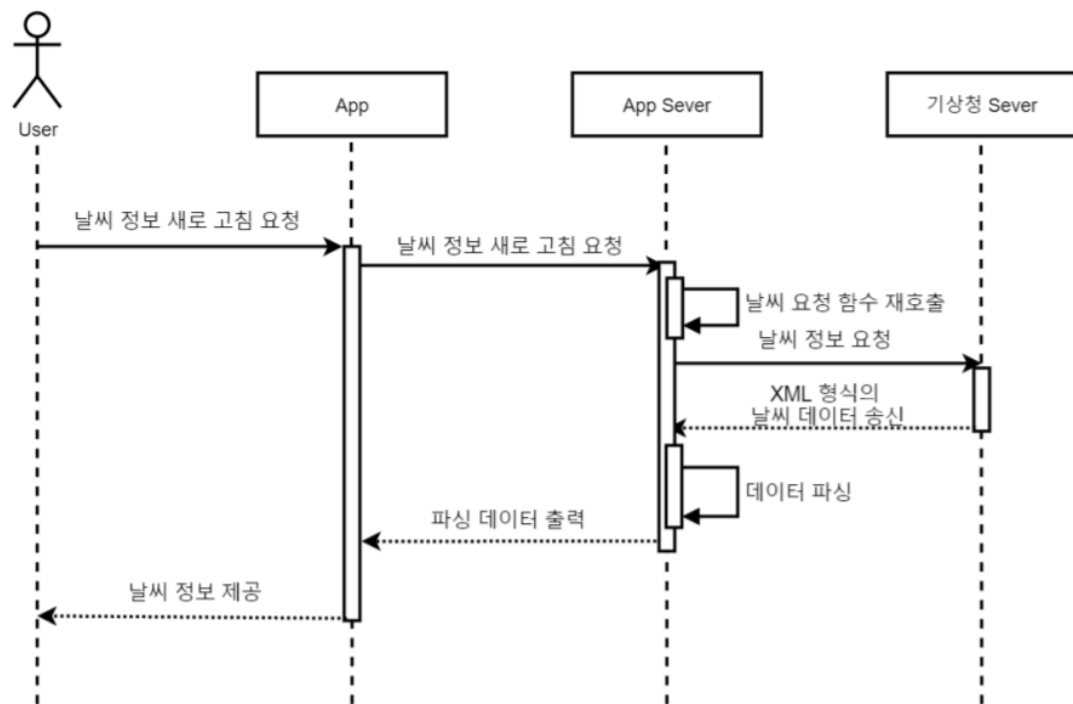 User
App
App Sever
기상청 Sever
날씨 정보 새로 고침 요청
날씨 정보 새로 고침 요청
날씨 요청 함수 재호출
날씨 정보 요청
XML 형식의
날씨 데이터 송신
데이터 파싱
파싱 데이터 출력
날씨 정보 제공